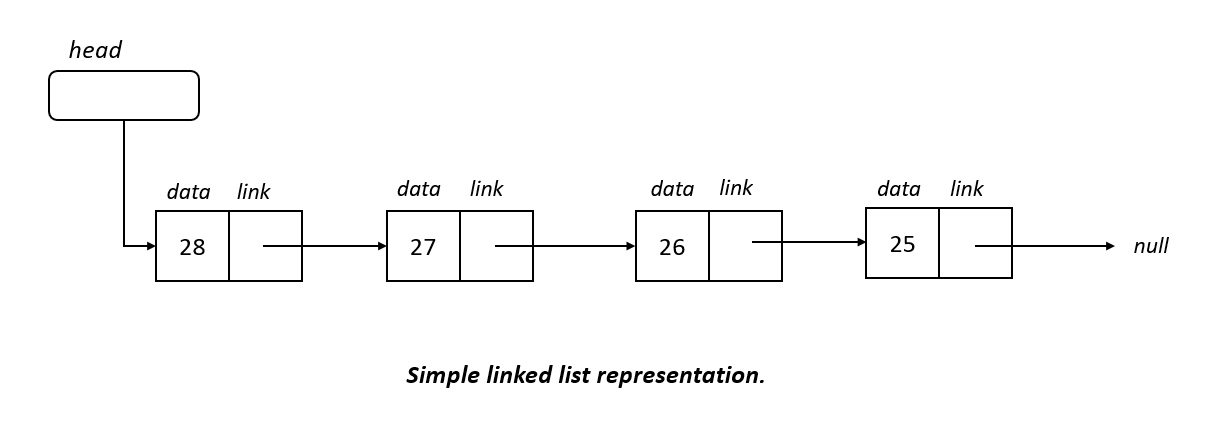 head
data link data link data link data link
28 27 26 25 null
Simple linked list representation.